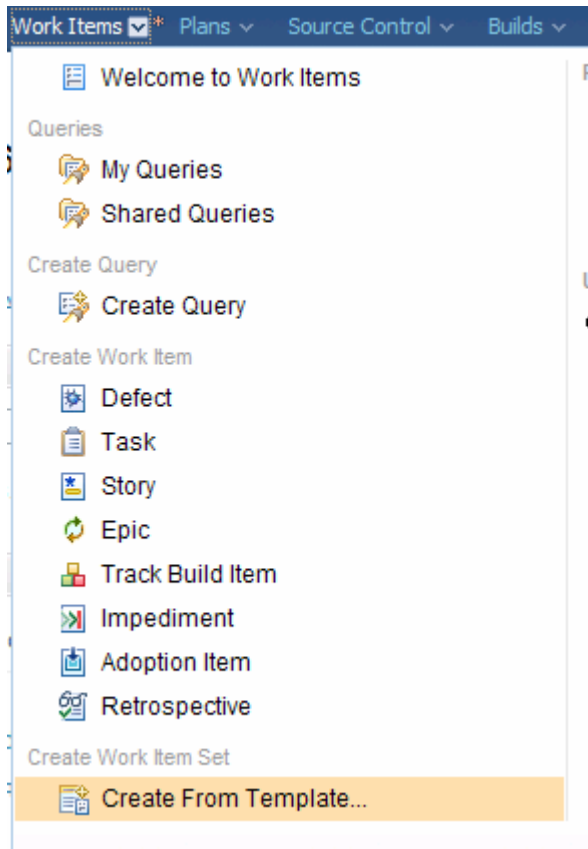 Work Items * Plans Source Control Builds
Welcome to Work Items
Queries
My Queries
Shared Queries
Create Query
Create Query
Create Work Item
Defect
Task
Story
Epic
Track Build Item
Impediment
Adoption Item
Retrospective
Create Work Item Set
Create From Template...